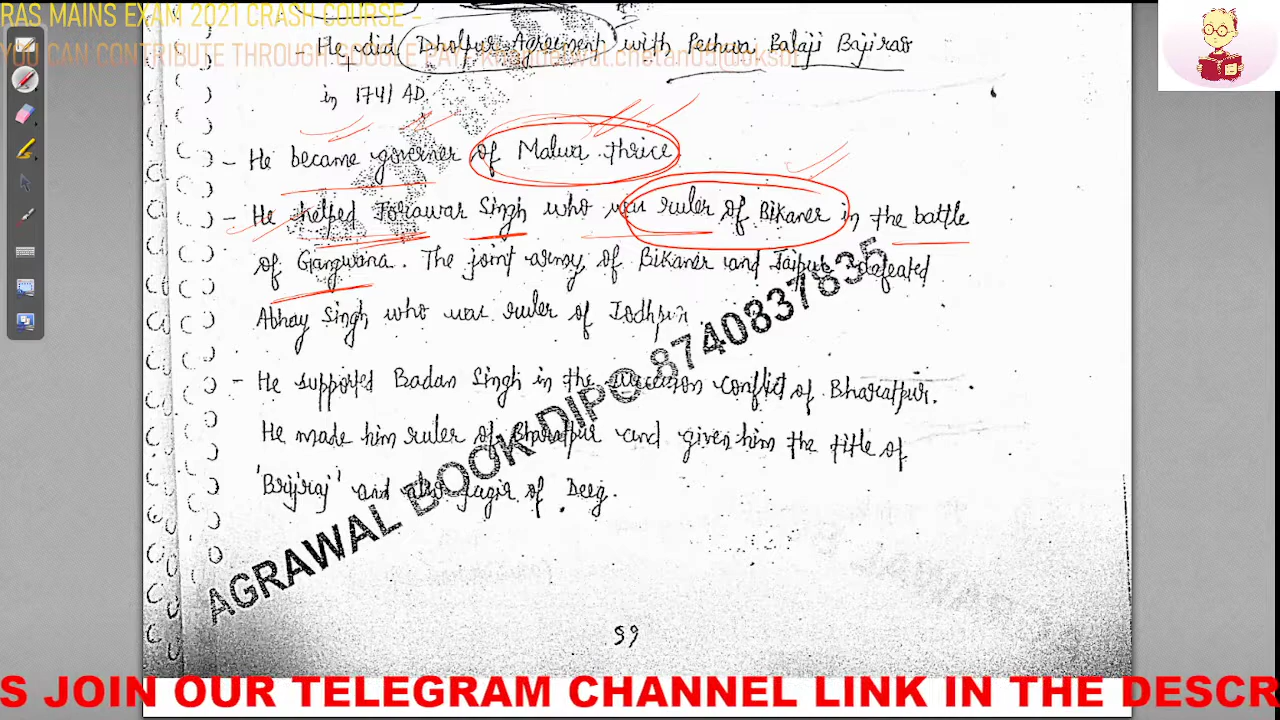 RAS MAINS EXAM 2021 CRASH COURSE -
YOU CAN CONTRIBUTE THROUGH GOOGLE PAY
- He did Dholpur Agreement with Peshwa Balaji Bajirao
in 1741 AD
- He became governer of Malwa thrice
- He helped Jorawar Singh who was ruler of Bikaner in the battle
of Gangwana. The joint army of Bikaner and Jaipur defeated
Abhay Singh who was ruler of Jodhpur
- He supported Badan Singh in the succession conflict of Bharatpur.
He made him ruler of Bharatpur and given him the title of
'Brijraj' and also jagir of Deeg.
AGRAWAL BOOK DIPO 8740837835
59
S JOIN OUR TELEGRAM CHANNEL LINK IN THE DESCR